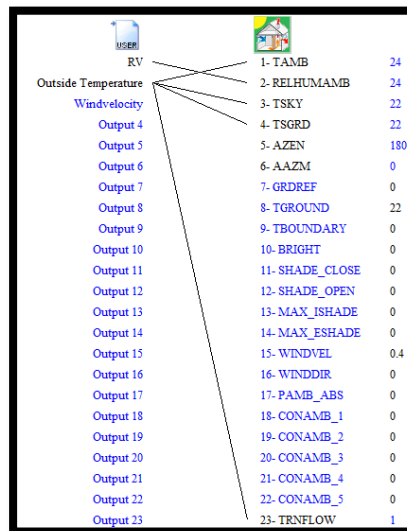 USER
RV 1- TAMB 24
Outside Temperature 2- RELHUMAMB 24
Windvelocity 3- TSKY 22
Output 4 4- TSGRD 22
Output 5 5- AZEN 180
Output 6 6- AAZM 0
Output 7 7- GRDREF 0
Output 8 8- TGROUND 22
Output 9 9- TBOUNDARY 0
Output 10 10- BRIGHT 0
Output 11 11- SHADE_CLOSE 0
Output 12 12- SHADE_OPEN 0
Output 13 13- MAX_ISHADE 0
Output 14 14- MAX_ESHADE 0
Output 15 15- WINDVEL 0.4
Output 16 16- WINDDIR 0
Output 17 17- PAMB_ABS 0
Output 18 18- CONAMB_1 0
Output 19 19- CONAMB_2 0
Output 20 20- CONAMB_3 0
Output 21 21- CONAMB_4 0
Output 22 22- CONAMB_5 0
Output 23 23- TRNFLOW 1